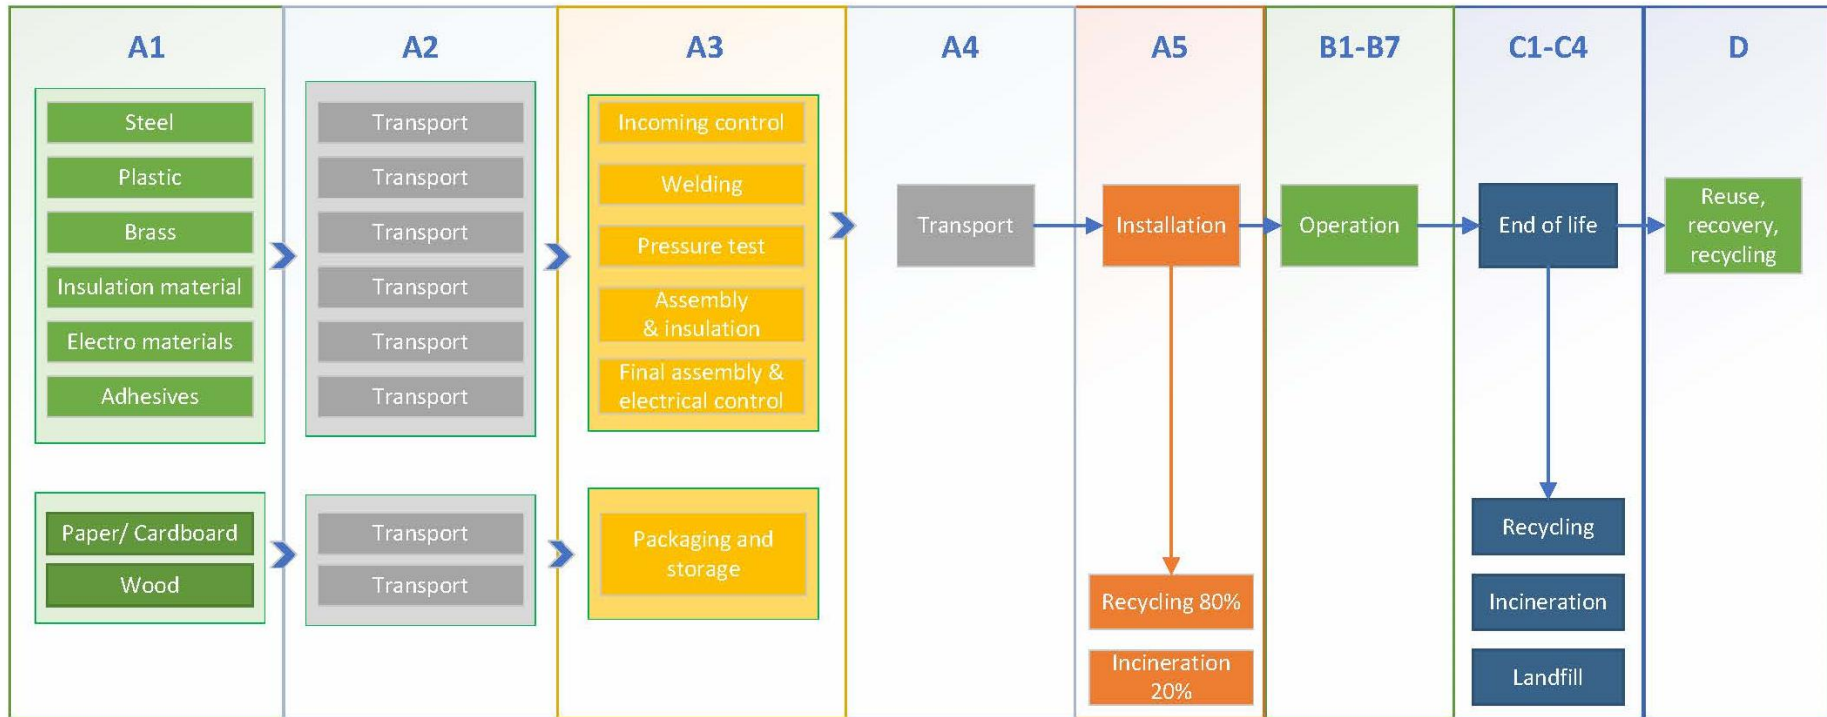 A1
A2
A3
A4
A5
B1-B7
C1-C4
D
Steel
Plastic
Brass
Insulation material
Electro materials
Adhesives
Paper/ Cardboard
Wood
Transport
Transport
Transport
Transport
Transport
Transport
Transport
Transport
Incoming control
Welding
Pressure test
Assembly
& insulation
Final assembly &
electrical control
Packaging and
storage
Transport
Installation
Recycling 80%
Incineration
20%
Operation
End of life
Recycling
Incineration
Landfill
Reuse,
recovery,
recycling